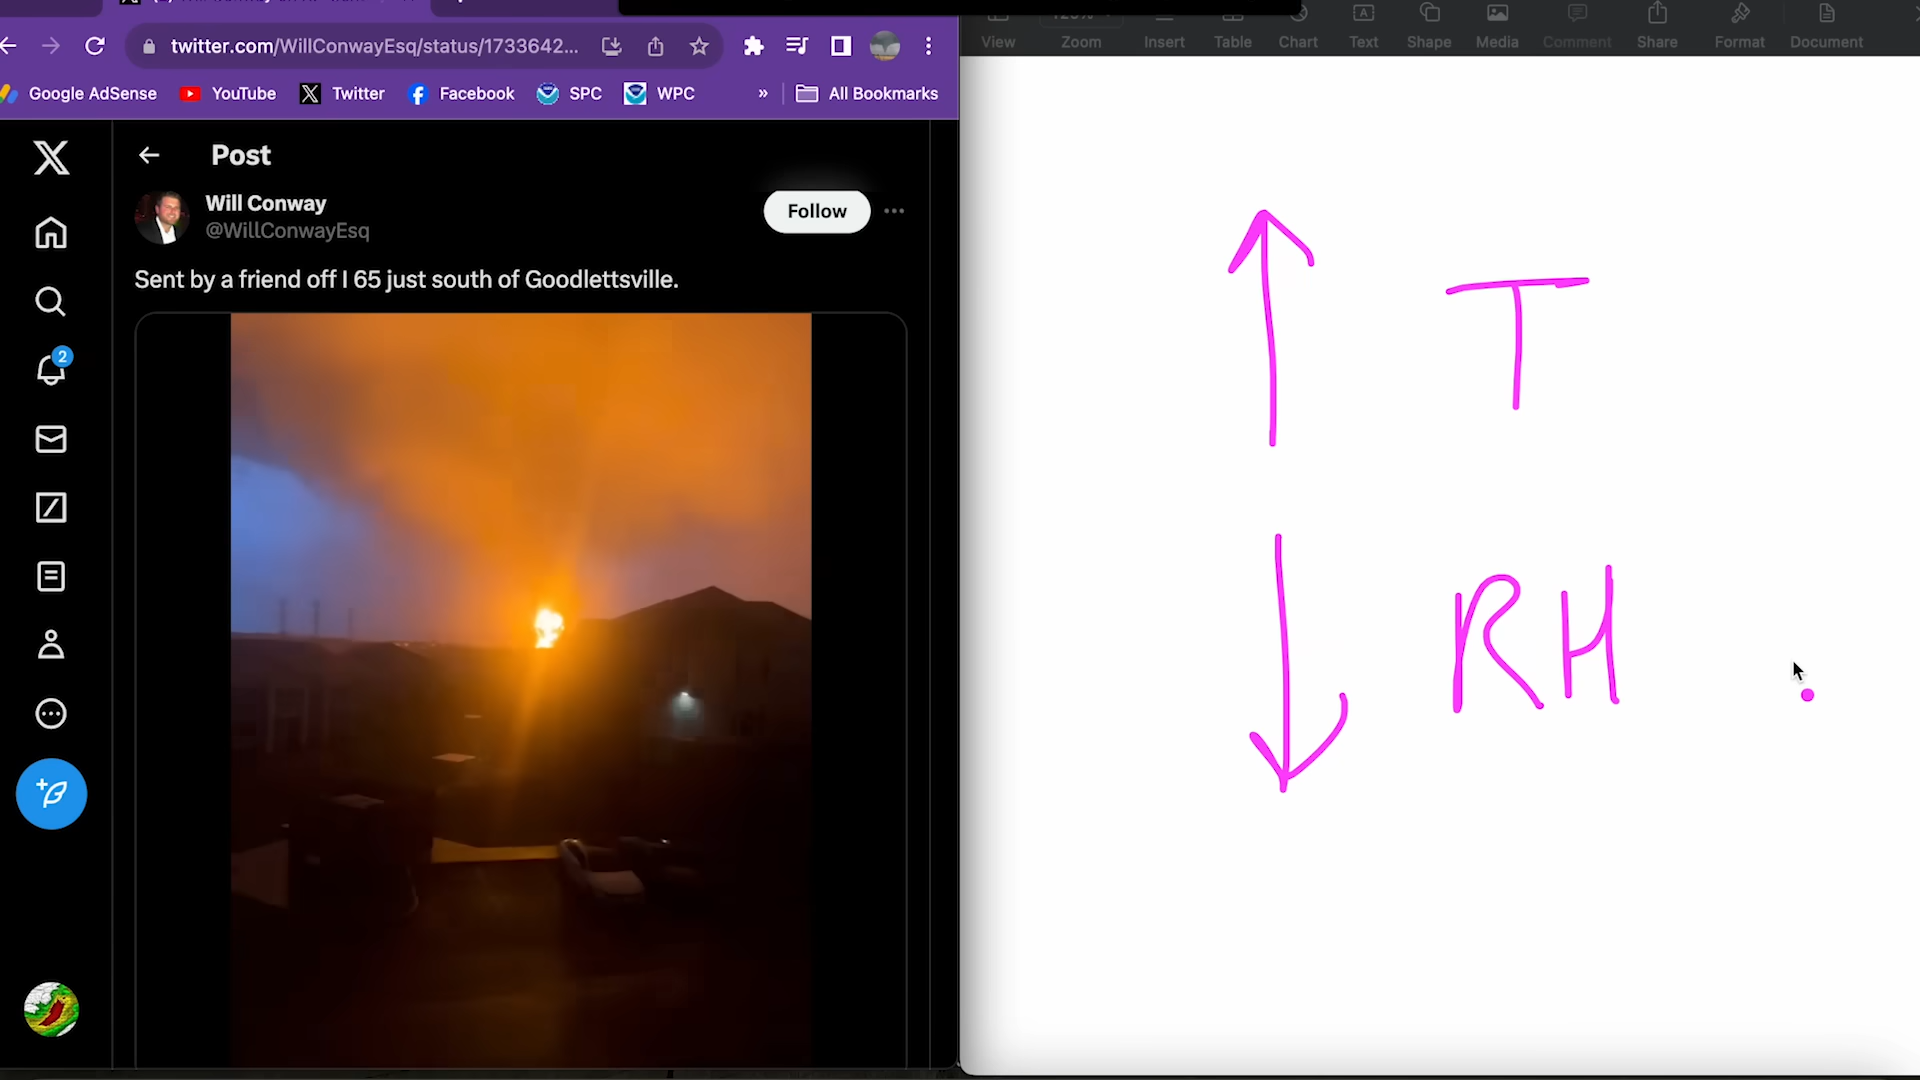 twitter.com/WillConwayEsq/status/1733642...
Google AdSense YouTube Twitter Facebook SPC WPC » All Bookmarks
Post
Will Conway
@WillConwayEsq
Follow
Sent by a friend off I 65 just south of Goodlettsville.
2
View Zoom Insert Table Chart Text Shape Media Comment Share Format Document
T
RH